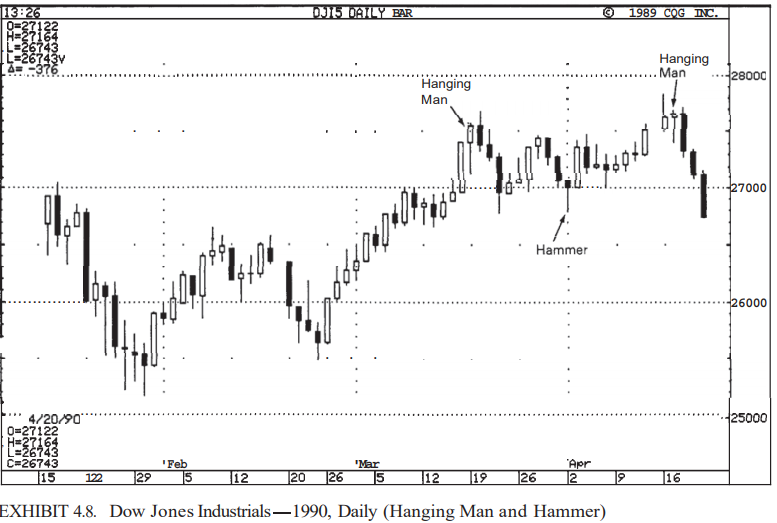 13:26 DJ15 DAILY BAR © 1989 CQG INC.
O=27122
H=27164
L=26743
L=26743V
Δ= -376
Hanging
Man
28000
Hanging
Man
27000
Hammer
26000
25000
4/20/90
O=27122
H=27164
L=26743
C=26743
'Feb 'Mar 'Apr
15 122 29 5 12 20 26 5 12 19 26 2 9 16
EXHIBIT 4.8. Dow Jones Industrials—1990, Daily (Hanging Man and Hammer)